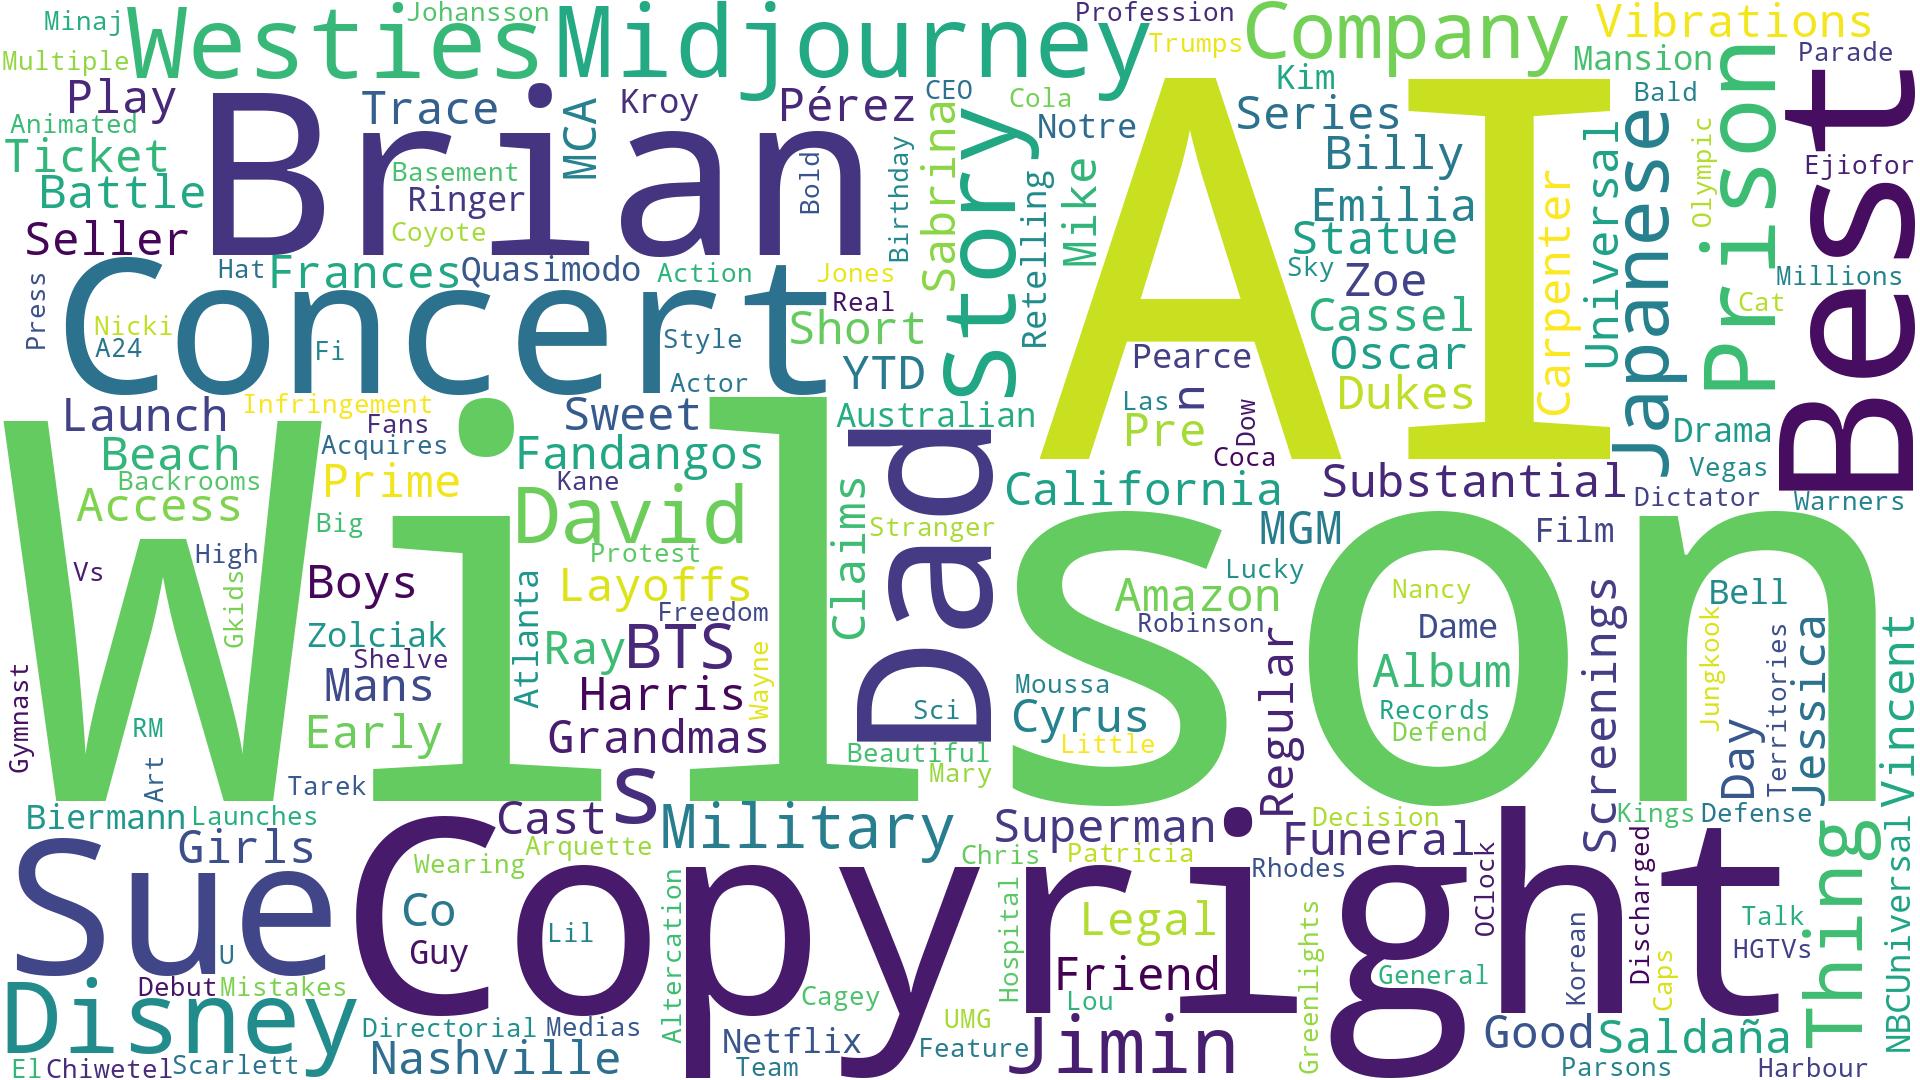 Minaj
Johansson
Westies
Midjourney
Profession
Trumps
Company
Vibrations
Multiple
Mansion
Parade
Play
Brian
Trace
MCA
Kroy
Pérez
CEO
Cola
Kim
Series
Bald
Prison
Best
Animated
Ticket
Battle
Seller
Basement
Ringer
Coyote
Bold
Birthday
Sabrina
Story
Notre
Retelling
Mike
AI
Billy
Emilia
Statue
Sky
Zoe
Cassel
Oscar
Dukes
Carpenter
Universal
Japanese
Olympic
Ejiofor
Millions
Cat
Press
Hat
Frances
Quasimodo
Action
Jones
Real
Short
Concert
Nicki
A24
Fi
Style
Actor
YTD
Pearce
Las
n
Dow
Pre
Coca
Launch
Infringement
Fans
Sweet
Australian
Drama
Vegas
Beach
Acquires
Fandangos
Dad
Backrooms
Prime
Kane
Access
David
Claims
Stranger
California
Substantial
Dictator
Warners
Wilson
Big
High
Vs
Gkids
Protest
MGM
Film
Boys
Layoffs
Atlanta
Freedom
Amazon
Lucky
Robinson
Nancy
Dame
Screenings
Bell
Zolciak
Ray
BTS
Wayne
Shelve
Mans
Harris
Early
Grandmas
Sci
Moussa
Cyrus
Little
Regular
Album
Records
Defend
Jungkook
Territories
Day
Jessica
Vincent
Gymnast
RM
Art
Tarek
s
Beautiful
Mary
Biermann
Launches
Cast
Military
Superman
Decision
Funeral
Kings
Defense
Girls
Arquette
Wearing
Chris
Patricia
Rhodes
OClock
Discharged
Thing
NBCUniversal
Sue
Copyright
Co
Guy
Lil
Altercation
Hospital
Legal
Greenlights
Korean
Talk
HGTVs
U
Friend
General
Caps
Debut
Mistakes
Cagey
Lou
Disney
Directorial
Medias
UMG
Jimin
Good
Saldaña
Nashville
Netflix
Feature
El
Chiwetel
Scarlett
Team
Parsons
Harbour